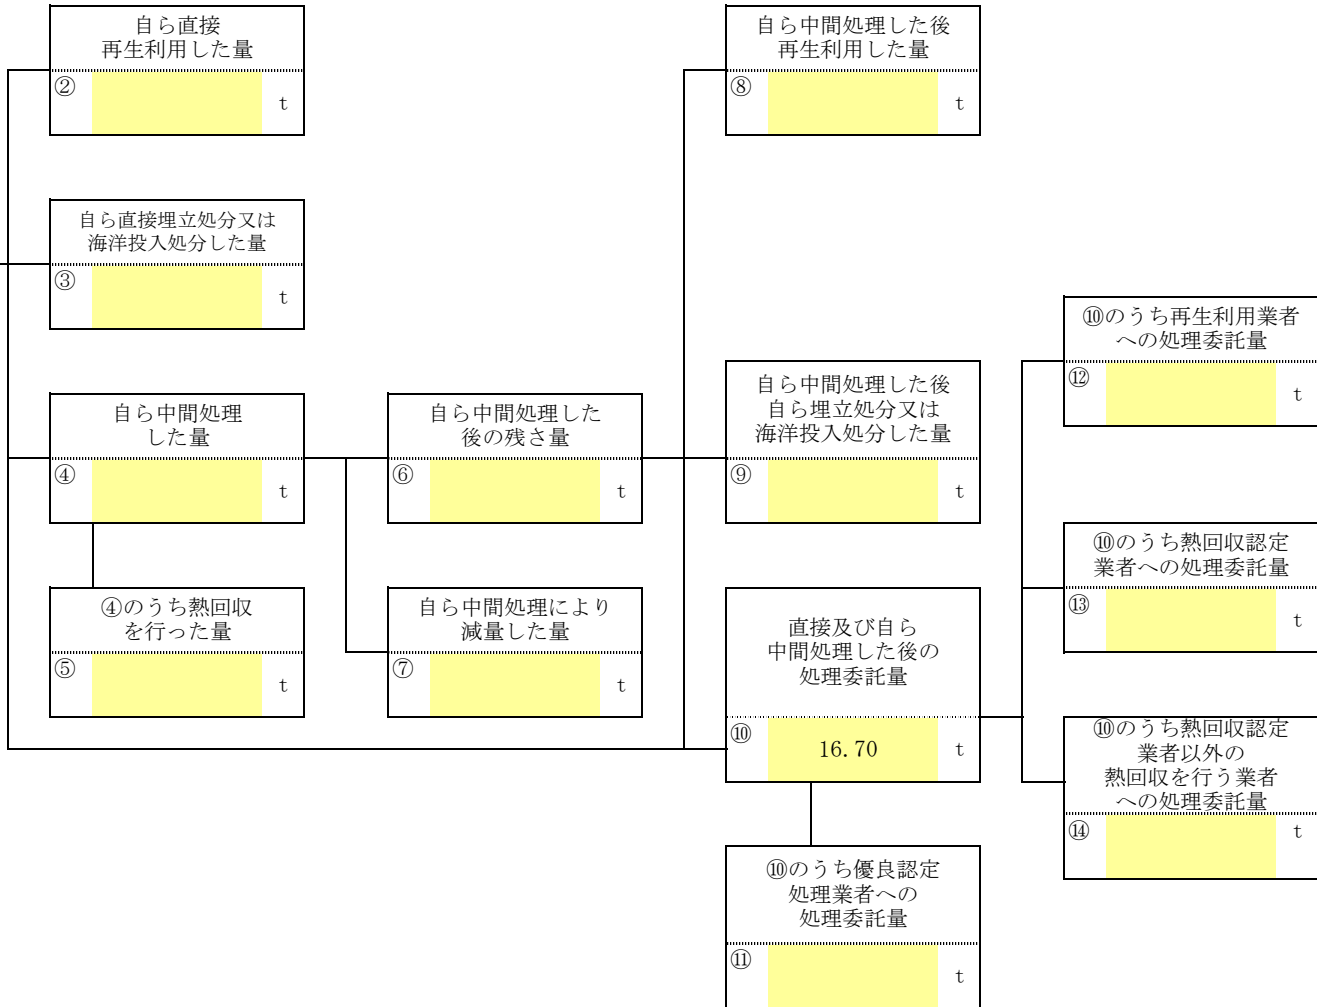 自ら直接
再生利用した量
②
t
自ら中間処理した後
再生利用した量
⑧
t
自ら直接埋立処分又は
海洋投入処分した量
③
t
⑩のうち再生利用業者
への処理委託量
⑫
t
自ら中間処理
した量
④
t
自ら中間処理した
後の残さ量
⑥
t
自ら中間処理した後
自ら埋立処分又は
海洋投入処分した量
⑨
t
⑩のうち熱回収認定
業者への処理委託量
⑬
t
④のうち熱回収
を行った量
⑤
t
自ら中間処理により
減量した量
⑦
t
直接及び自ら
中間処理した後の
処理委託量
⑩
16.70
t
⑩のうち熱回収認定
業者以外の
熱回収を行う業者
への処理委託量
⑭
t
⑩のうち優良認定
処理業者への
処理委託量
⑪
t